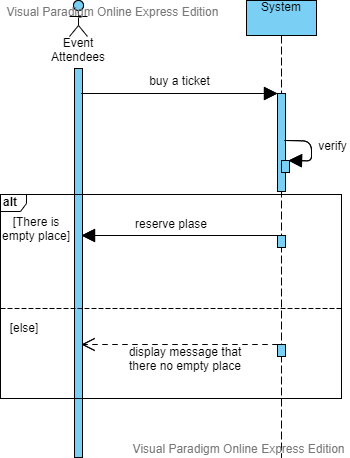 Visual Paradigm Online Express Edition
System
Event
Attendees
buy a ticket
verify
alt
[There is
empty place]
reserve plase
[else]
display message that
there no empty place
Visual Paradigm Online Express Edition